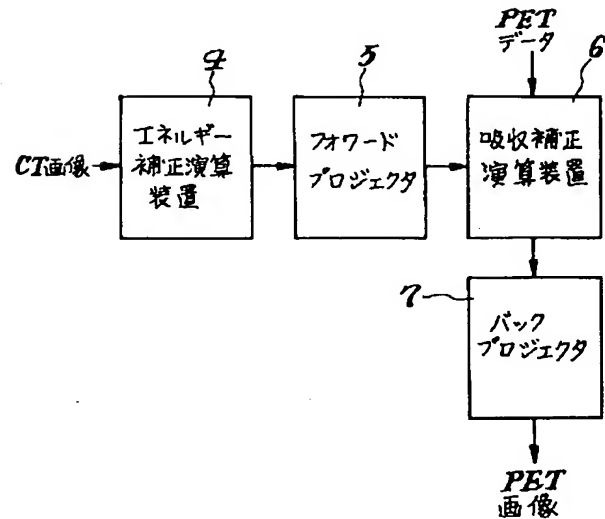 PET
データ
4
5
6
CT画像
エネルギー
補正演算
装置
フォワード
プロジェクタ
吸収補正
演算装置
7
バック
プロジェクタ
PET
画像